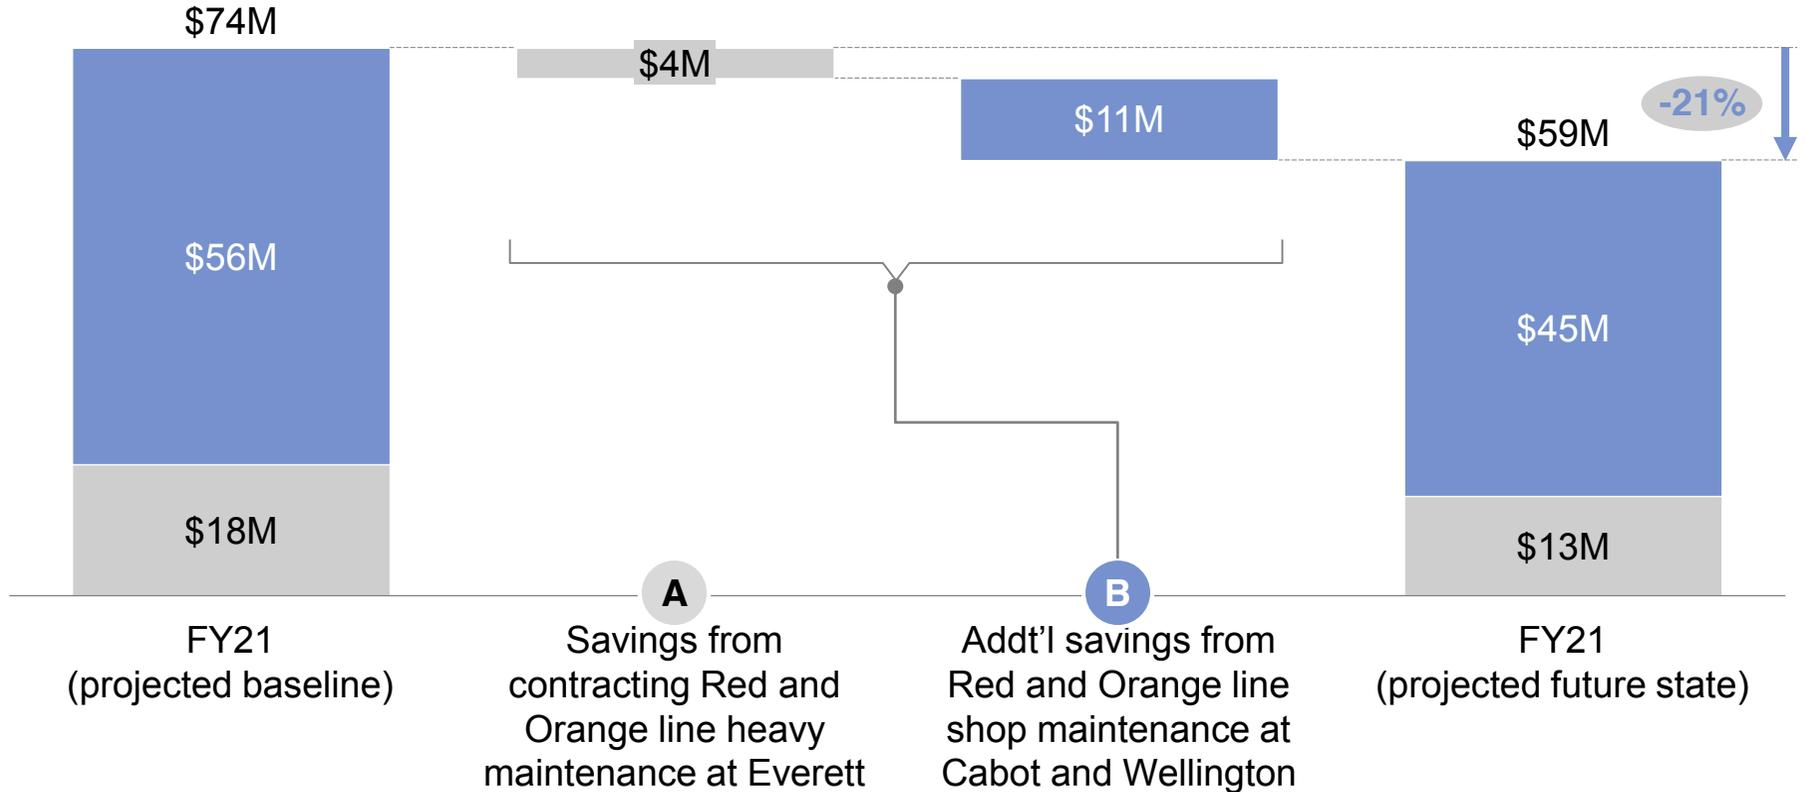 $74M
$4M
$11M
-21%
$59M
$56M
$45M
$18M
$13M
A
B
FY21
(projected baseline)
Savings from
contracting Red and
Orange line heavy
maintenance at Everett
Addt’l savings from
Red and Orange line
shop maintenance at
Cabot and Wellington
FY21
(projected future state)